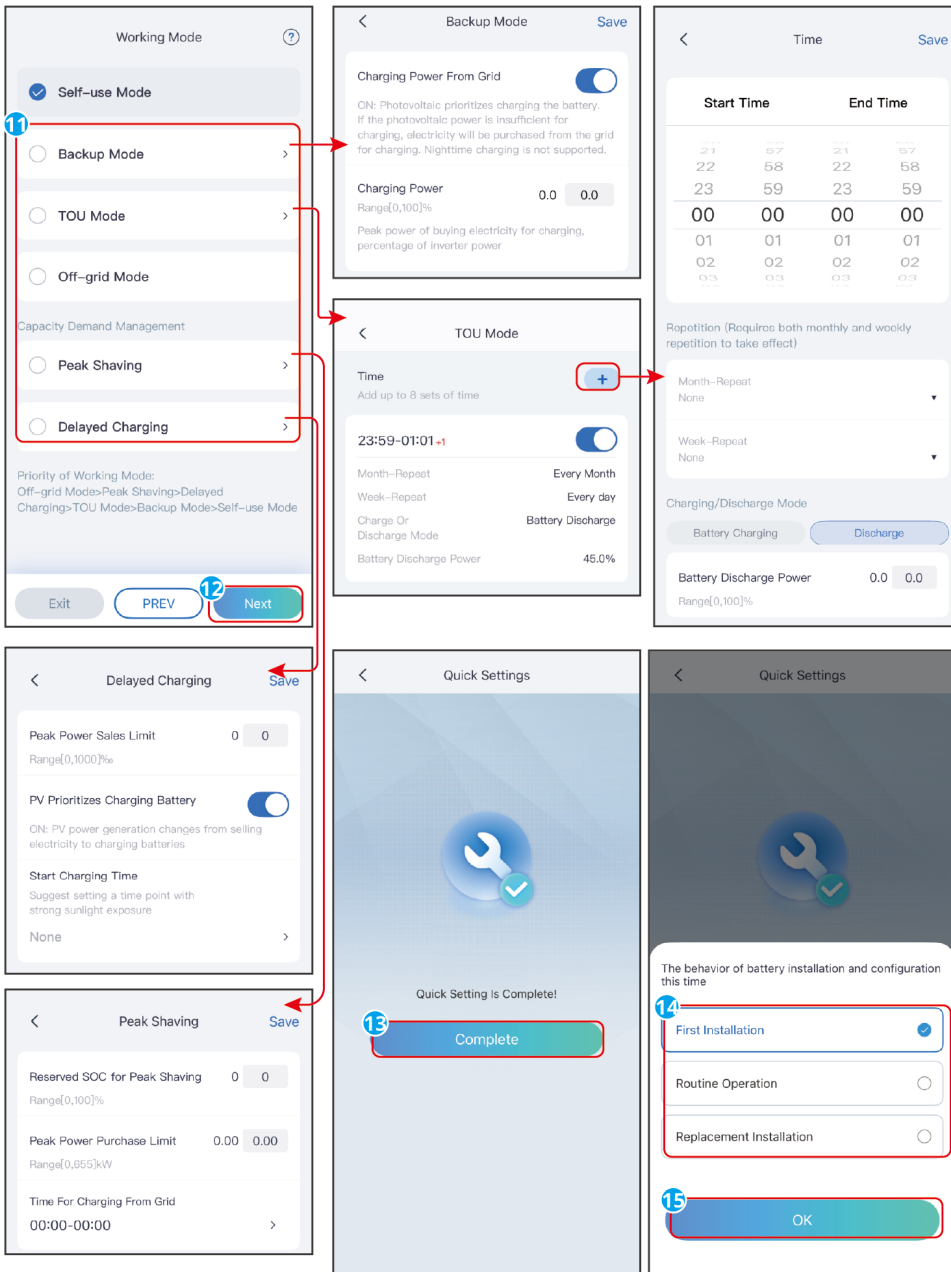 Working Mode
?
Self-use Mode
11
Backup Mode
TOU Mode
Off-grid Mode
Capacity Demand Management
Peak Shaving
Delayed Charging
Priority of Working Mode:
Off-grid Mode>Peak Shaving>Delayed
Charging>TOU Mode>Backup Mode>Self-use Mode
12
Exit
PREV
Next
Backup Mode
Save
Charging Power From Grid
ON: Photovoltaic prioritizes charging the battery.
If the photovoltaic power is insufficient for
charging, electricity will be purchased from the grid
for charging. Nighttime charging is not supported.
Charging Power 0.0 0.0
Range[0,100]%
Peak power of buying electricity for charging,
percentage of inverter power
TOU Mode
Time
+
Add up to 8 sets of time
23:59-01:01 +1
Month-Repeat Every Month
Week-Repeat Every day
Charge Or Battery Discharge
Discharge Mode
Battery Discharge Power 45.0%
Time
Save
Start Time End Time
21 57 21 57
22 58 22 58
23 59 23 59
00 00 00 00
01 01 01 01
02 02 02 02
03 03 03 03
Repetition (Requires both monthly and weekly
repetition to take effect)
Month-Repeat
None
Week-Repeat
None
Charging/Discharge Mode
Battery Charging Discharge
Battery Discharge Power 0.0 0.0
Range[0,100]%
Delayed Charging
Save
Peak Power Sales Limit 0 0
Range[0,1000]‰
PV Prioritizes Charging Battery
ON: PV power generation changes from selling
electricity to charging batteries
Start Charging Time
Suggest setting a time point with
strong sunlight exposure
None
Peak Shaving
Save
Reserved SOC for Peak Shaving 0 0
Range[0,100]%
Peak Power Purchase Limit 0.00 0.00
Range[0,655]kW
Time For Charging From Grid
00:00-00:00
Quick Settings
Quick Setting Is Complete!
13
Complete
Quick Settings
The behavior of battery installation and configuration
this time
14
First Installation
Routine Operation
Replacement Installation
15
OK